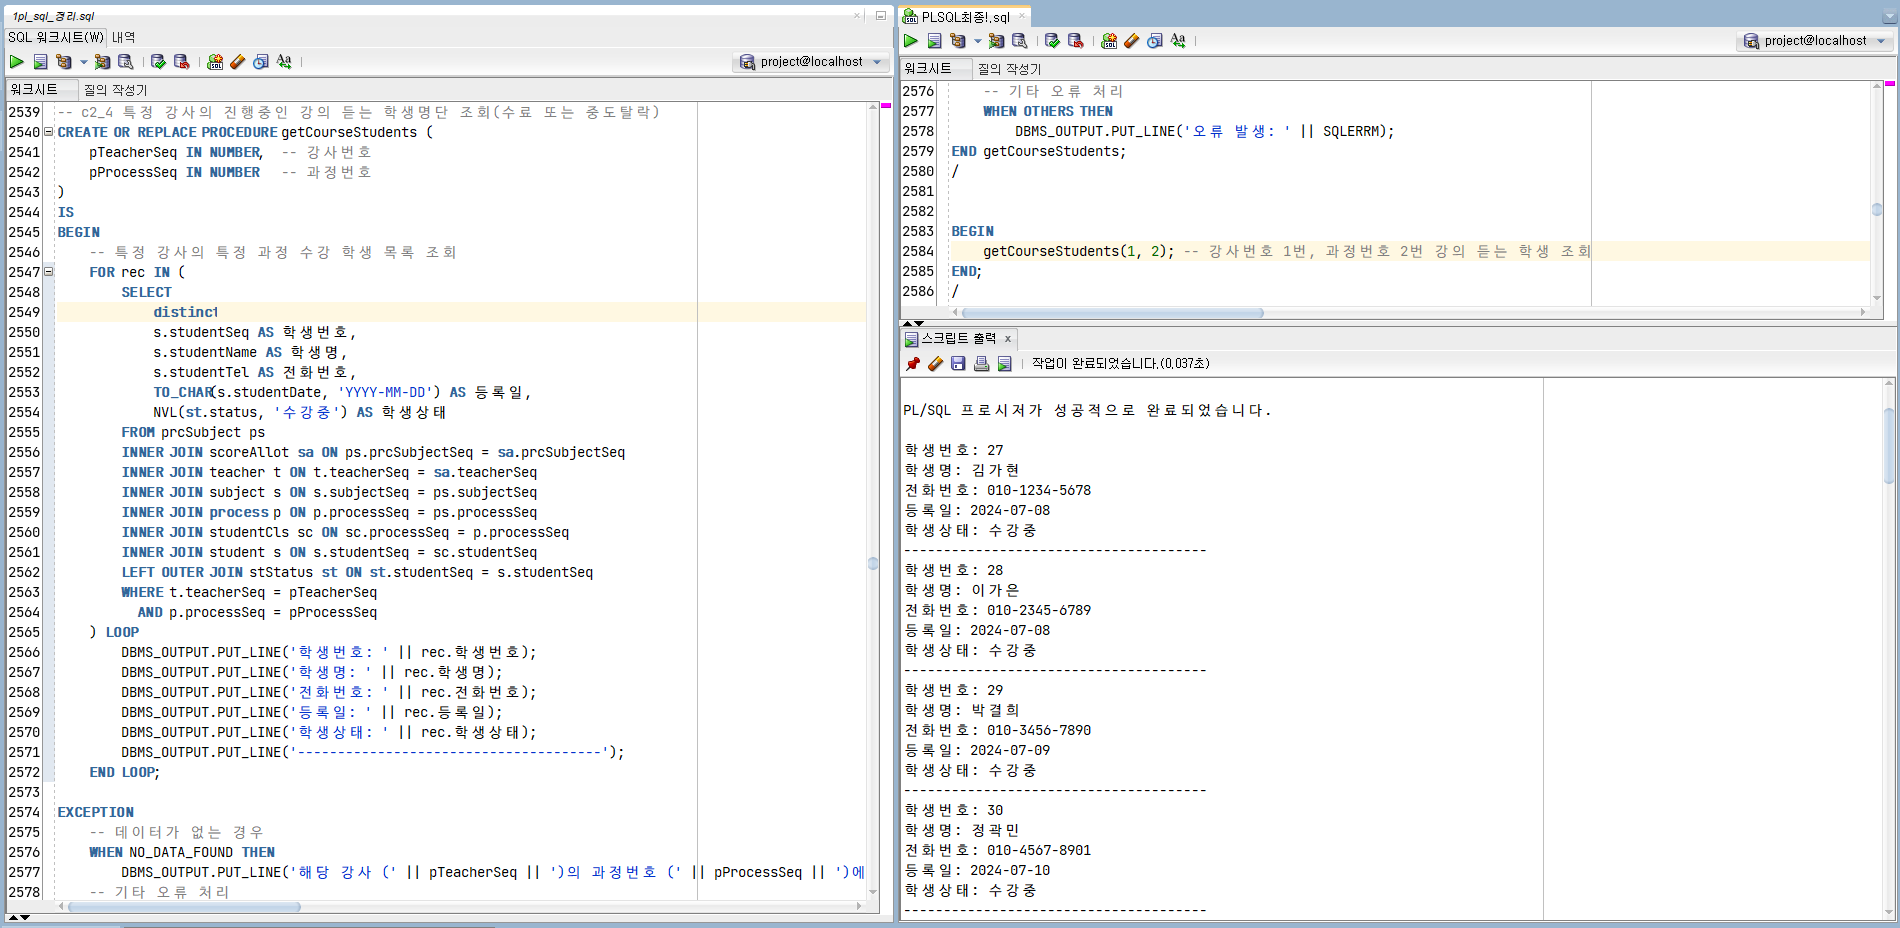 1pl_sql_경리.sql
SQL 워크시트(W) 내역
project@localhost
워크시트 질의 작성기
2539 -- c2_4 특정 강사의 진행중인 강의 듣는 학생명단 조회(수료 또는 중도탈락)
2540 CREATE OR REPLACE PROCEDURE getCourseStudents (
2541 pTeacherSeq IN NUMBER, -- 강사번호
2542 pProcessSeq IN NUMBER -- 과정번호
2543 )
2544 IS
2545 BEGIN
2546 -- 특정 강사의 특정 과정 수강 학생 목록 조회
2547 FOR rec IN (
2548 SELECT
2549 distinct
2550 s.studentSeq AS 학생번호,
2551 s.studentName AS 학생명,
2552 s.studentTel AS 전화번호,
2553 TO_CHAR(s.studentDate, 'YYYY-MM-DD') AS 등록일,
2554 NVL(st.status, '수강중') AS 학생상태
2555 FROM prcSubject ps
2556 INNER JOIN scoreAllot sa ON ps.prcSubjectSeq = sa.prcSubjectSeq
2557 INNER JOIN teacher t ON t.teacherSeq = sa.teacherSeq
2558 INNER JOIN subject s ON s.subjectSeq = ps.subjectSeq
2559 INNER JOIN process p ON p.processSeq = ps.processSeq
2560 INNER JOIN studentCls sc ON sc.processSeq = p.processSeq
2561 INNER JOIN student s ON s.studentSeq = sc.studentSeq
2562 LEFT OUTER JOIN stStatus st ON st.studentSeq = s.studentSeq
2563 WHERE t.teacherSeq = pTeacherSeq
2564 AND p.processSeq = pProcessSeq
2565 ) LOOP
2566 DBMS_OUTPUT.PUT_LINE('학생번호: ' || rec.학생번호);
2567 DBMS_OUTPUT.PUT_LINE('학생명: ' || rec.학생명);
2568 DBMS_OUTPUT.PUT_LINE('전화번호: ' || rec.전화번호);
2569 DBMS_OUTPUT.PUT_LINE('등록일: ' || rec.등록일);
2570 DBMS_OUTPUT.PUT_LINE('학생상태: ' || rec.학생상태);
2571 DBMS_OUTPUT.PUT_LINE('--------------------------------------');
2572 END LOOP;
2573
2574 EXCEPTION
2575 -- 데이터가 없는 경우
2576 WHEN NO_DATA_FOUND THEN
2577 DBMS_OUTPUT.PUT_LINE('해당 강사 (' || pTeacherSeq || ')의 과정번호 (' || pProcessSeq || ')에
2578 -- 기타 오류 처리
PLSQL최종!.sql
project@localhost
워크시트 질의 작성기
2576 -- 기타 오류 처리
2577 WHEN OTHERS THEN
2578 DBMS_OUTPUT.PUT_LINE('오류 발생: ' || SQLERRM);
2579 END getCourseStudents;
2580 /
2581
2582
2583 BEGIN
2584 getCourseStudents(1, 2); -- 강사번호 1번, 과정번호 2번 강의 듣는 학생 조회
2585 END;
2586 /
스크립트 출력 x
작업이 완료되었습니다.(0.037초)
PL/SQL 프로시저가 성공적으로 완료되었습니다.
학생번호: 27
학생명: 김가현
전화번호: 010-1234-5678
등록일: 2024-07-08
학생상태: 수강중
--------------------------------------
학생번호: 28
학생명: 이가은
전화번호: 010-2345-6789
등록일: 2024-07-08
학생상태: 수강중
--------------------------------------
학생번호: 29
학생명: 박결희
전화번호: 010-3456-7890
등록일: 2024-07-09
학생상태: 수강중
--------------------------------------
학생번호: 30
학생명: 정곽민
전화번호: 010-4567-8901
등록일: 2024-07-10
학생상태: 수강중
--------------------------------------